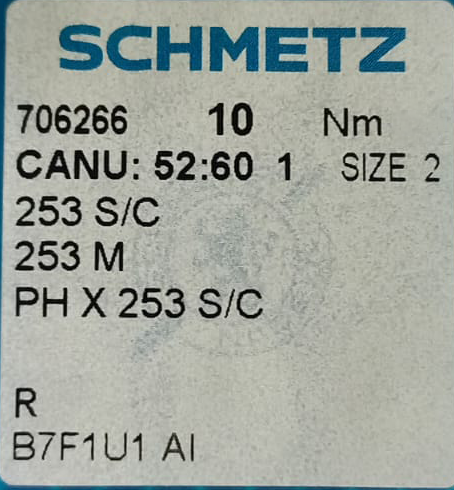 SCHMETZ
706266 10 Nm
CANU: 52:60 1 SIZE 2
253 S/C
253 M
PH X 253 S/C
R
B7F1U1 AI